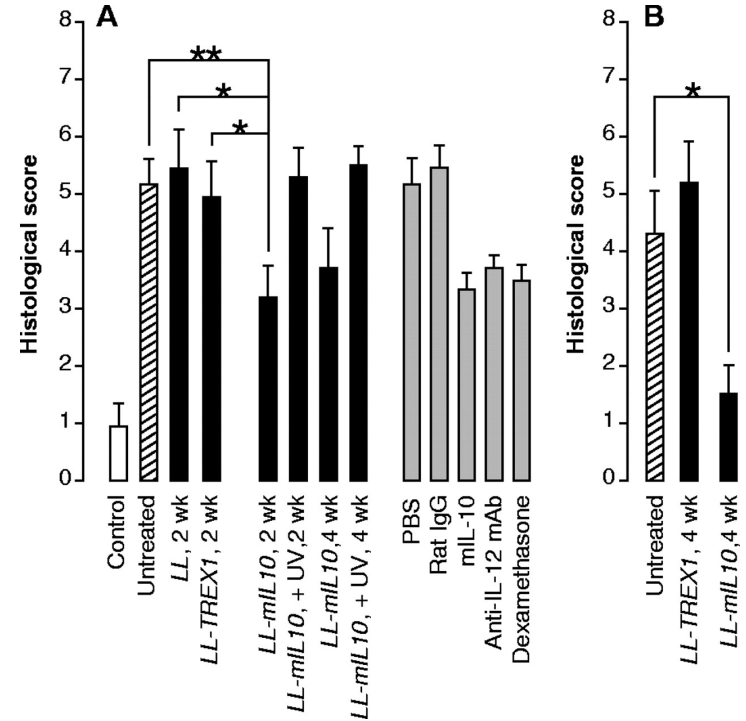 A
Histological score
8
7
6
5
4
3
2
1
0
**
*
*
Control
Untreated
LL, 2 wk
LL-TREX1, 2 wk
LL-mIL10, 2 wk
LL-mIL10, + UV,2 wk
LL-mIL10,4 wk
LL-mIL10, + UV, 4 wk
PBS
Rat IgG
mIL-10
Anti-IL-12 mAb
Dexamethasone
B
Histological score
8
7
6
5
4
3
2
1
0
*
Untreated
LL-TREX1, 4 wk
LL-mIL10,4 wk